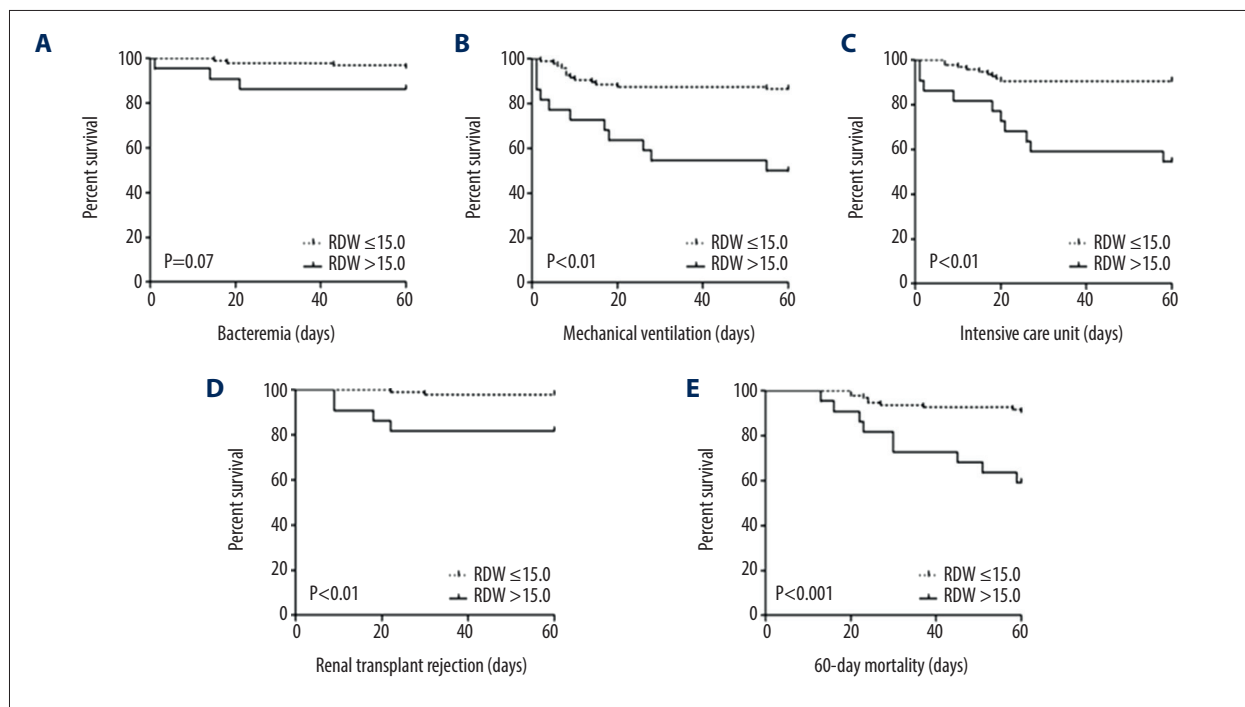 A
100
80
60
40
20
0
Percent survival
P=0.07
RDW ≤15.0
RDW >15.0
0 20 40 60
Bacteremia (days)
B
100
80
60
40
20
0
Percent survival
P<0.01
RDW ≤15.0
RDW >15.0
0 20 40 60
Mechanical ventilation (days)
C
100
80
60
40
20
0
Percent survival
P<0.01
RDW ≤15.0
RDW >15.0
0 20 40 60
Intensive care unit (days)
D
100
80
60
40
20
0
Percent survival
P<0.01
RDW ≤15.0
RDW >15.0
0 20 40 60
Renal transplant rejection (days)
E
100
80
60
40
20
0
Percent survival
P<0.001
RDW ≤15.0
RDW >15.0
0 20 40 60
60-day mortality (days)